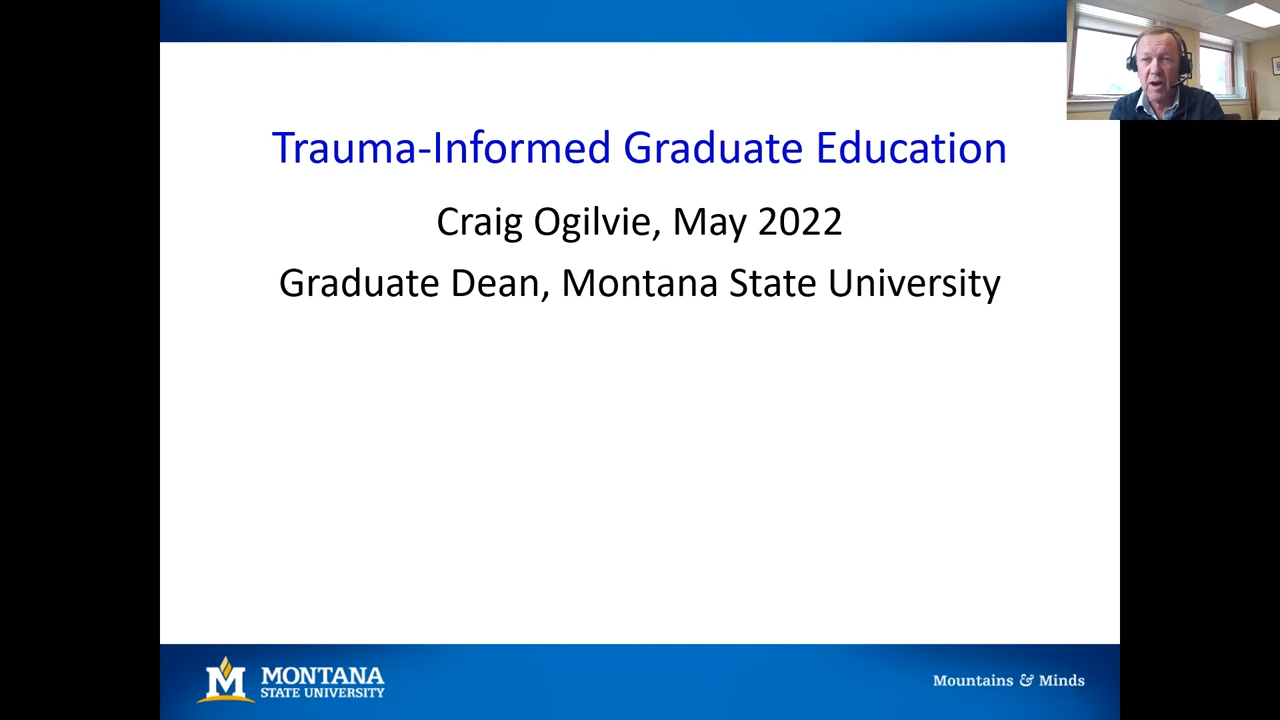 Trauma-Informed Graduate Education
Craig Ogilvie, May 2022
Graduate Dean, Montana State University
M MONTANA
STATE UNIVERSITY
Mountains & Minds